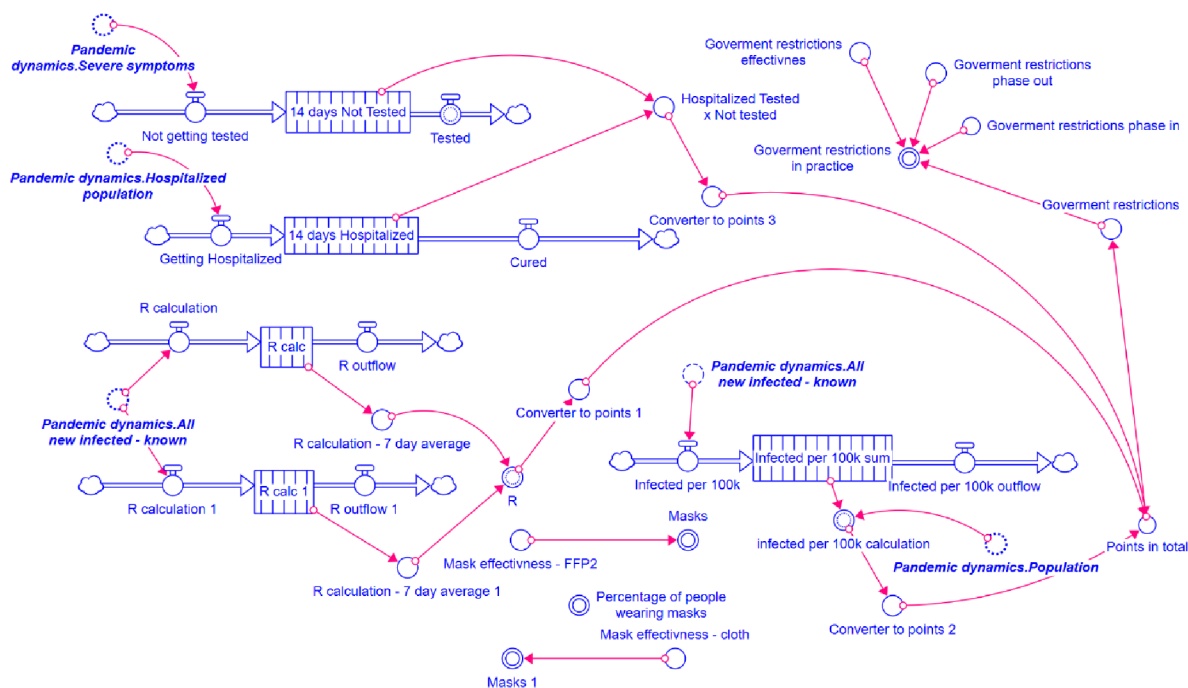 Pandemic
dynamics.Severe symptoms
Not getting tested
14 days Not Tested
Tested
Hospitalized Tested
x Not tested
Goverment restrictions
effectivnes
Goverment restrictions
phase out
Goverment restrictions phase in
Goverment restrictions
in practice
Pandemic dynamics.Hospitalized
population
Getting Hospitalized
14 days Hospitalized
Cured
Converter to points 3
Goverment restrictions
R calculation
R calc
R outflow
Pandemic dynamics.All
new infected - known
R calculation - 7 day average
Converter to points 1
Pandemic dynamics.All
new infected - known
R calculation 1
R calc 1
R outflow 1
R
Infected per 100k
Infected per 100k sum
Infected per 100k outflow
R calculation - 7 day average 1
Mask effectivness - FFP2
Masks
infected per 100k calculation
Pandemic dynamics.Population
Points in total
Percentage of people
wearing masks
Mask effectivness - cloth
Masks 1
Converter to points 2